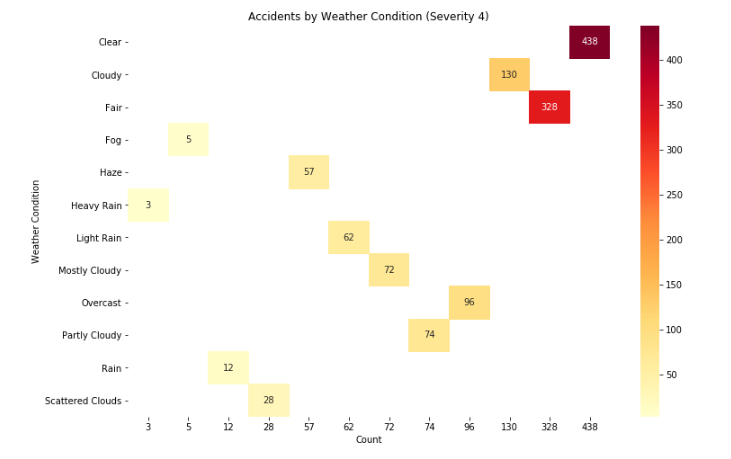 Accidents by Weather Condition (Severity 4)
Weather Condition
Clear 438
Cloudy 130
Fair 328
Fog 5
Haze 57
Heavy Rain 3
Light Rain 62
Mostly Cloudy 72
Overcast 96
Partly Cloudy 74
Rain 12
Scattered Clouds 28
3 5 12 28 57 62 72 74 96 130 328 438
Count
400
350
300
250
200
150
100
50